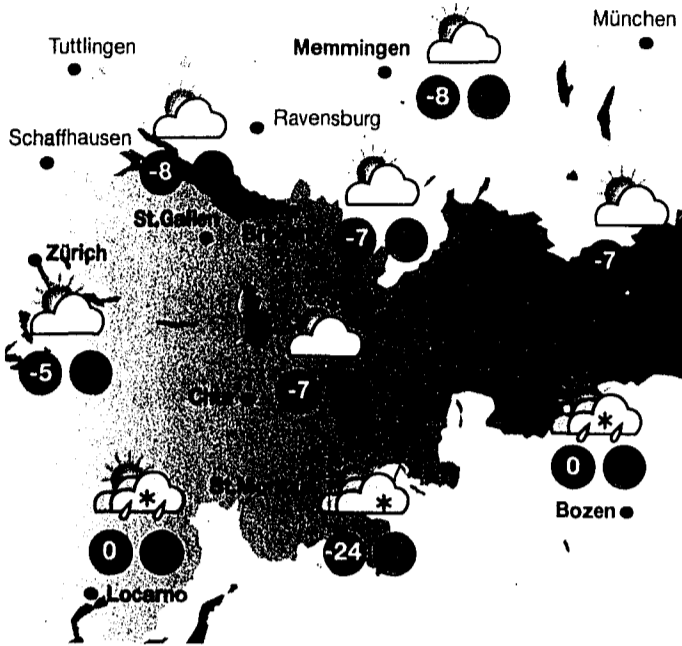 München
Tuttlingen
Memmingen
-8
Ravensburg
Schaffhausen
-8
St.Gallen
-7
Zürich
-7
-5
Chur
-7
0
Bozen
0
-24
Locarno